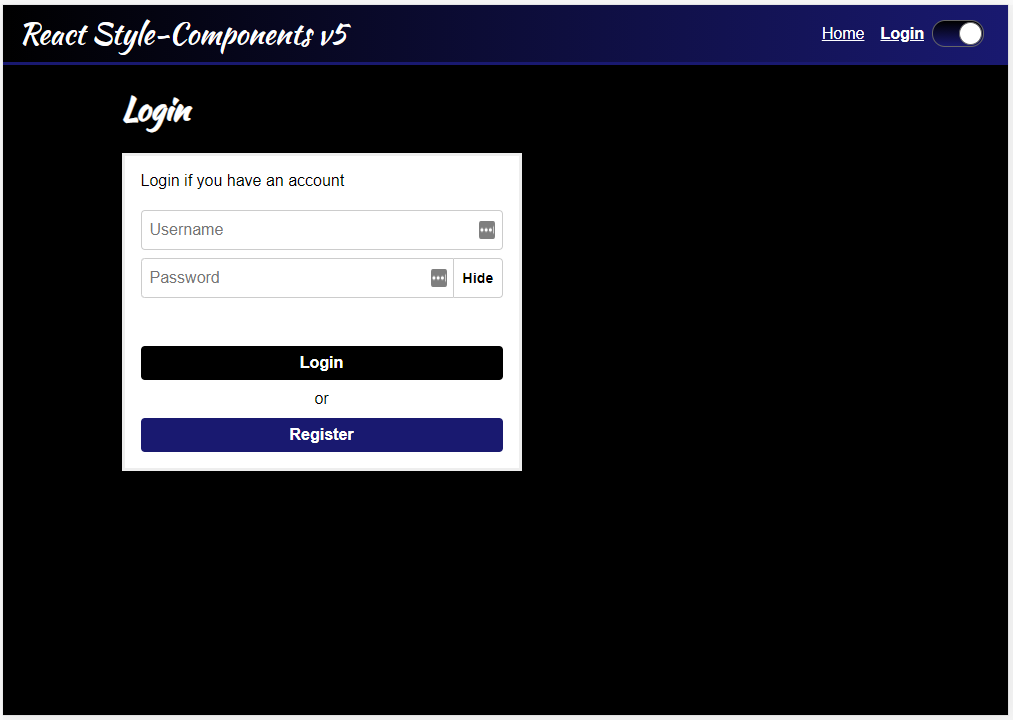 React Style-Components v5
Home Login
Login
Login if you have an account
Username
Password Hide
Login
or
Register